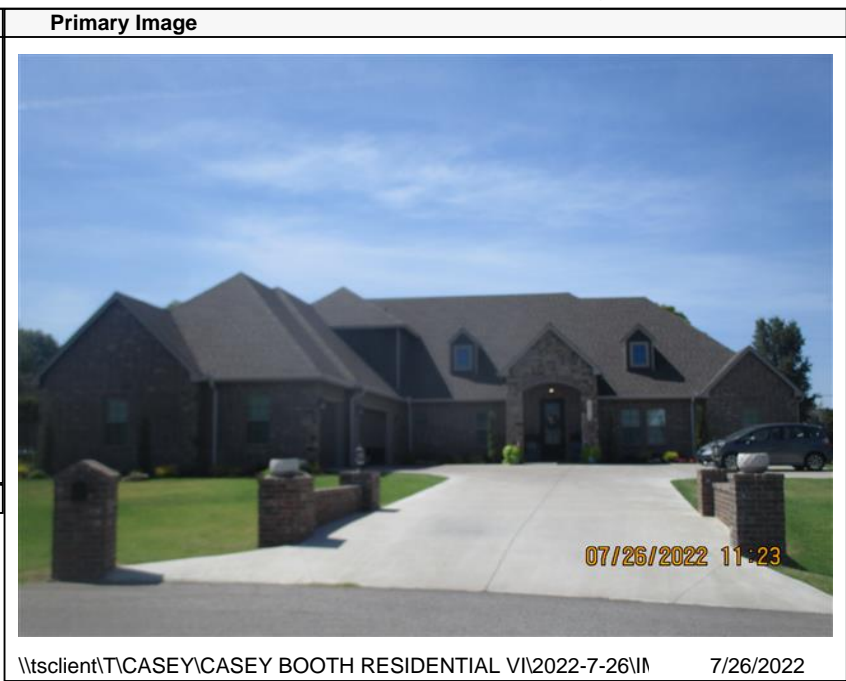 Primary Image
07/26/2022 11:23
\\tsclient\T\CASEY\CASEY BOOTH RESIDENTIAL VI\2022-7-26\IM 7/26/2022